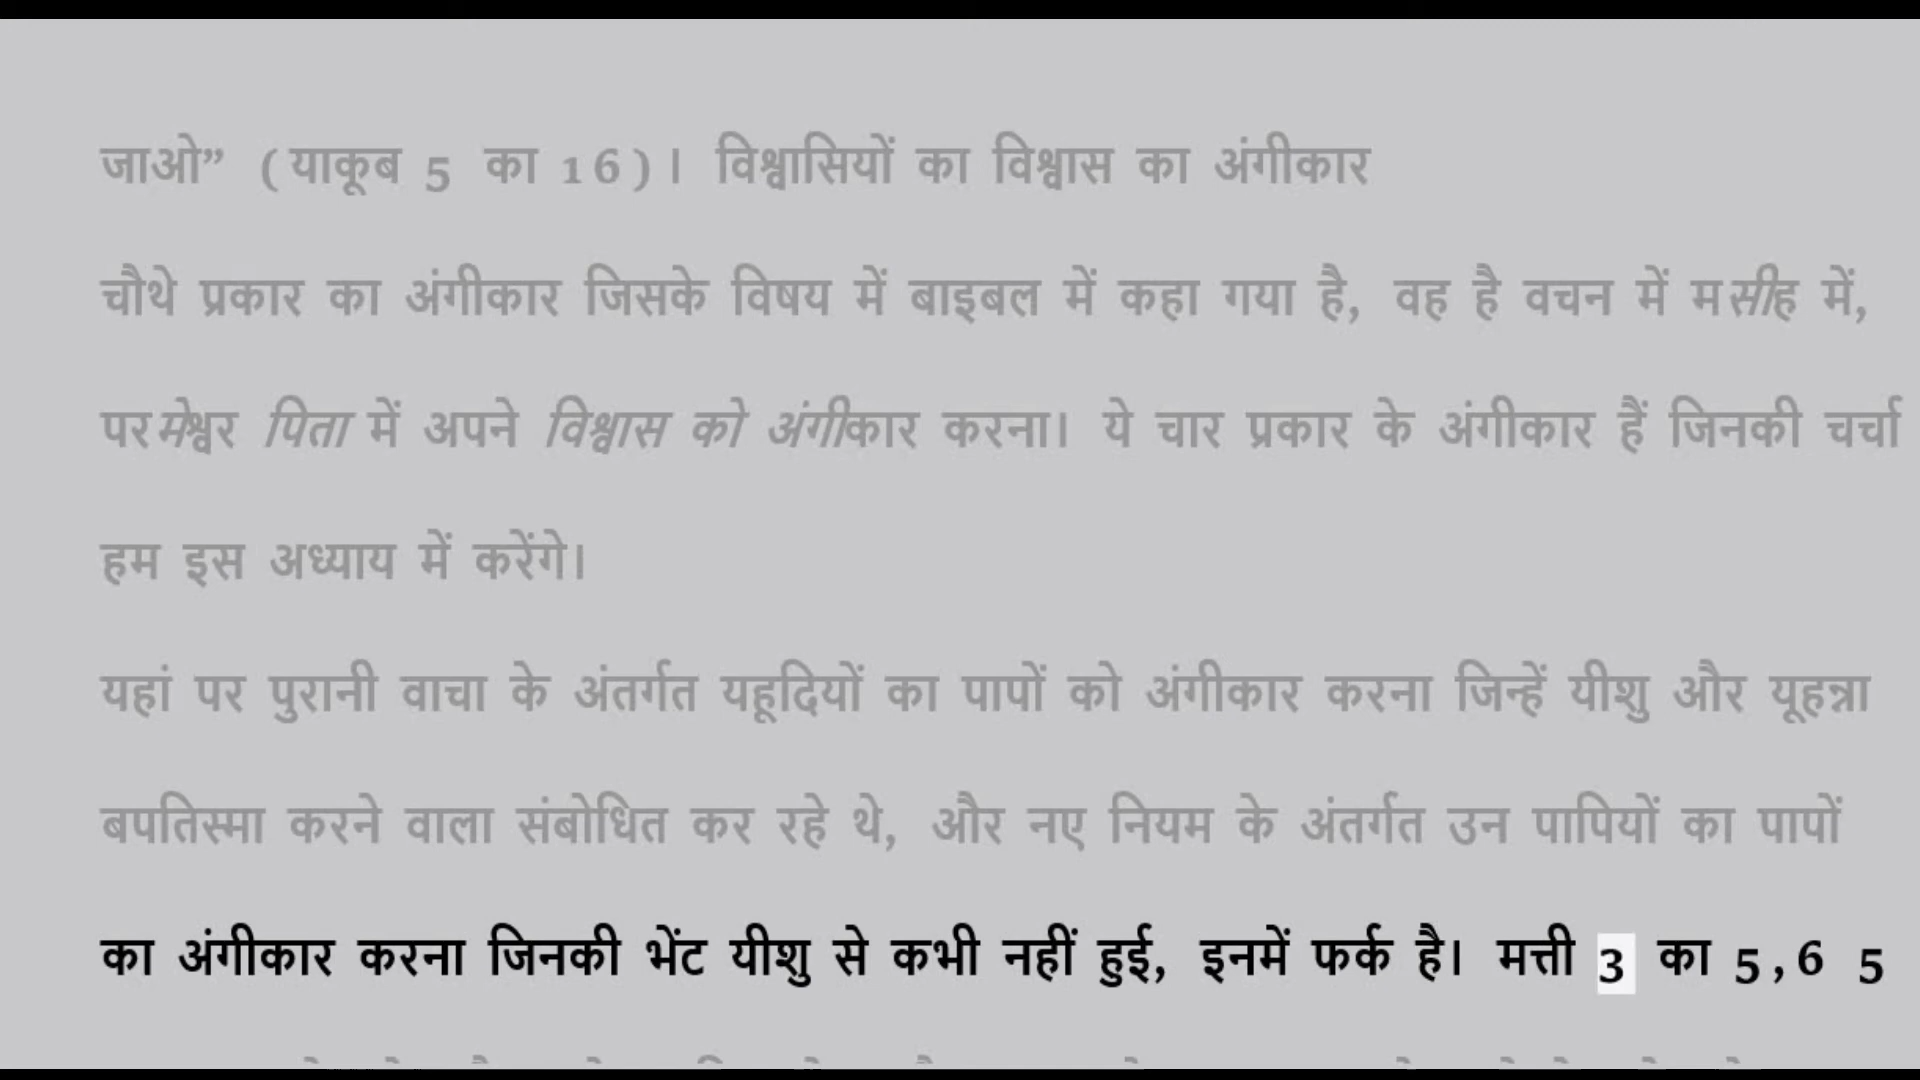 जाओ” (याकूब 5 का 16)। विश्वासियों का विश्वास का अंगीकार
चौथे प्रकार का अंगीकार जिसके विषय में बाइबल में कहा गया है, वह है वचन में मसीह में,
परमेश्वर पिता में अपने विश्वास को अंगीकार करना। ये चार प्रकार के अंगीकार हैं जिनकी चर्चा
हम इस अध्याय में करेंगे।
यहां पर पुरानी वाचा के अंतर्गत यहूदियों का पापों को अंगीकार करना जिन्हें यीशु और यूहन्ना
बपतिस्मा करने वाला संबोधित कर रहे थे, और नए नियम के अंतर्गत उन पापियों का पापों
का अंगीकार करना जिनकी भेंट यीशु से कभी नहीं हुई, इनमें फर्क है। मत्ती 3 का 5,6 5